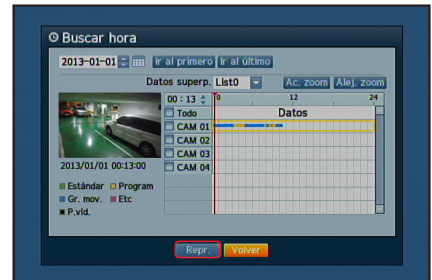 Buscar hora
2013-01-01 ir al primero Ir al último
Datos superp. List0 Ac. zoom Alej. zoom
00 : 13 0 12 24
Todo Datos
CAM 01
CAM 02
CAM 03
CAM 04
2013/01/01 00:13:00
Estándar Program
Gr. mov. Etc
P.víd.
Repr. Volver